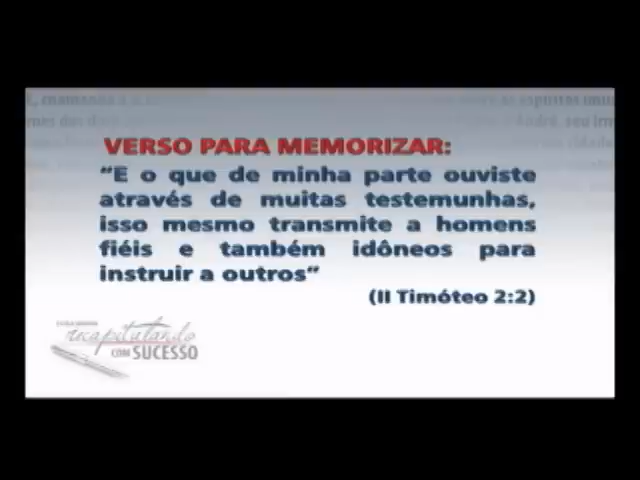 VERSO PARA MEMORIZAR:
“E o que de minha parte ouviste
através de muitas testemunhas,
isso mesmo transmite a homens
fiéis e também idôneos para
instruir a outros“
(II Timóteo 2:2)
recapitulando
COM SUCESSO